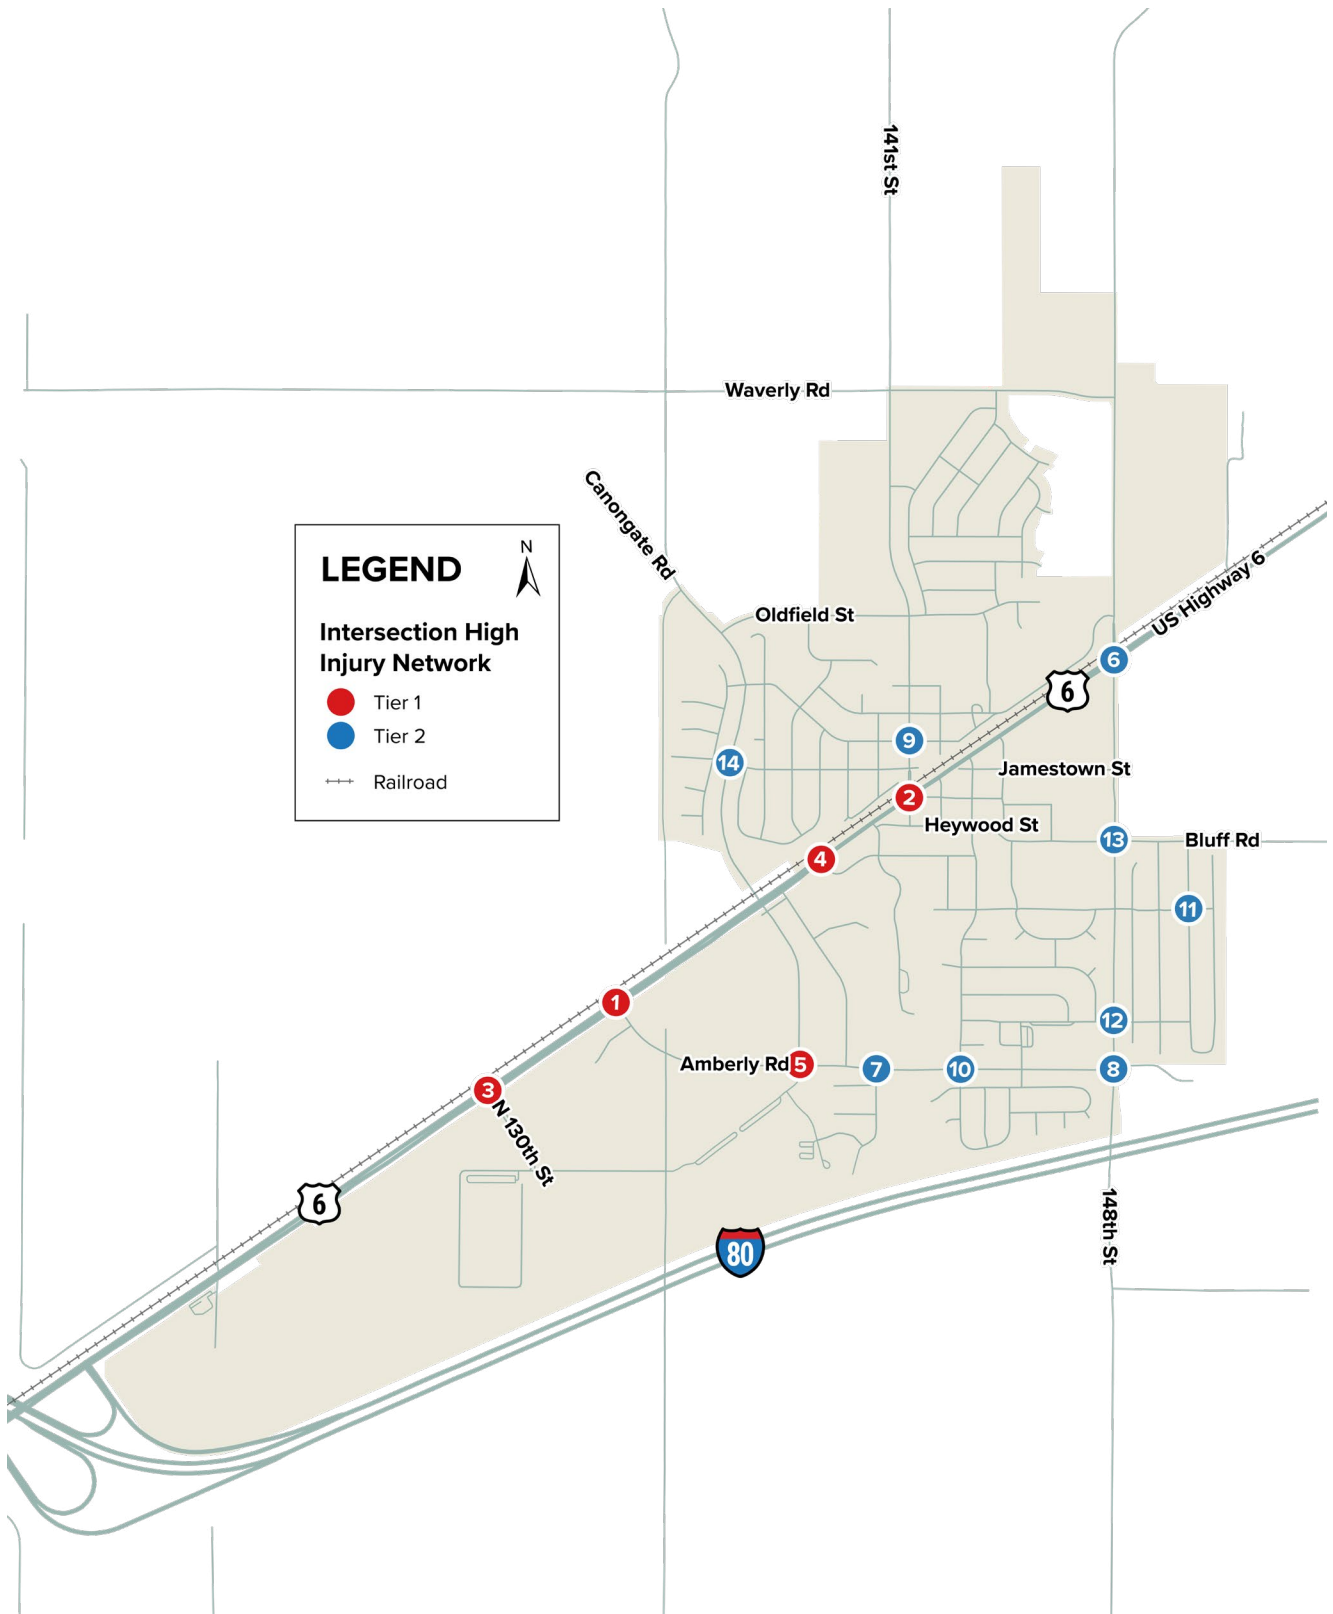 141st St
Waverly Rd
Canongate Rd
LEGEND
N
Intersection High
Injury Network
Tier 1
Tier 2
Railroad
Oldfield St
US Highway 6
6
6
9
14
Jamestown St
2
Heywood St
13
Bluff Rd
4
11
1
12
Amberly Rd
5
7
10
8
3
N 130th St
6
148th St
80